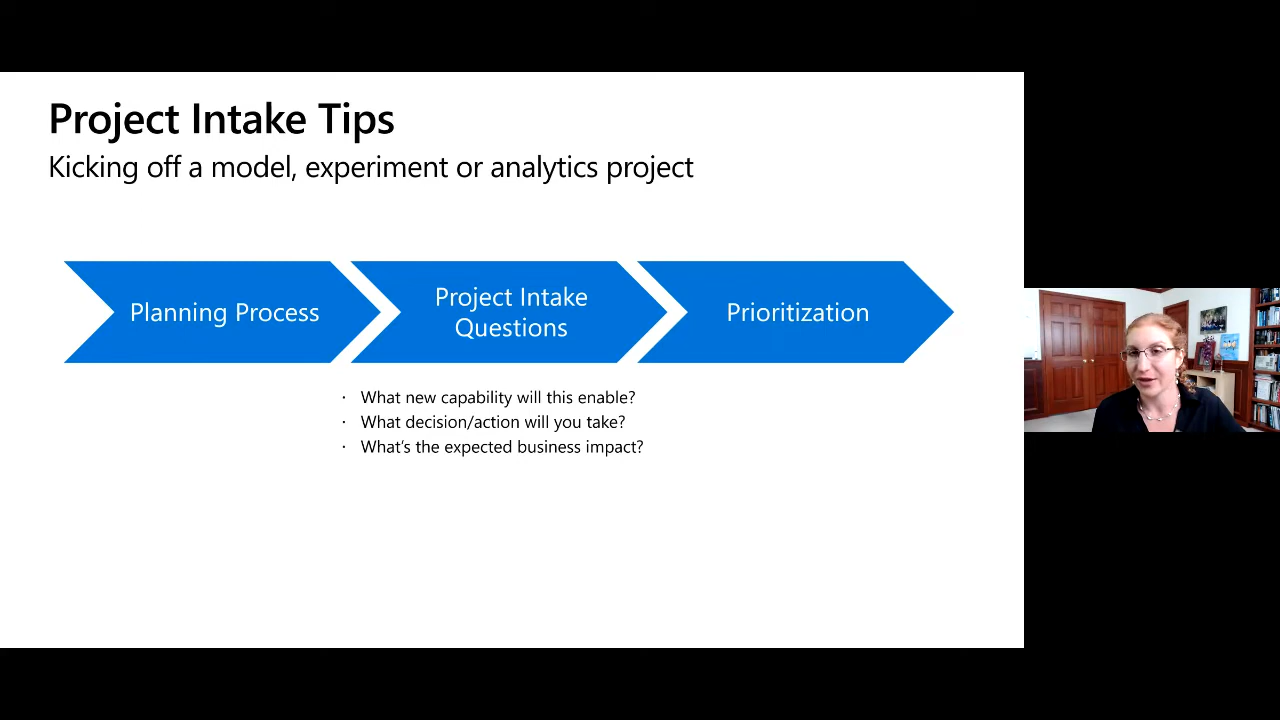 Project Intake Tips
Kicking off a model, experiment or analytics project
Planning Process
Project Intake
Questions
Prioritization
· What new capability will this enable?
· What decision/action will you take?
· What's the expected business impact?